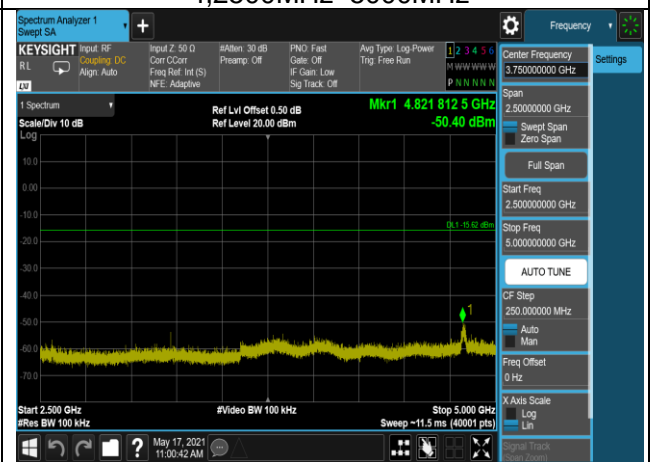 Spectrum Analyzer 1
Swept SA
Frequency
KEYSIGHT
RL
LXI
Input: RF
Coupling: DC
Align: Auto
Input Z: 50 Ω
Corr CCorr
Freq Ref: Int (S)
NFE: Adaptive
#Atten: 30 dB
Preamp: Off
PNO: Fast
Gate: Off
IF Gain: Low
Sig Track: Off
Avg Type: Log-Power
Trig: Free Run
1 2 3 4 5 6
M W W W W W
P N N N N N
Settings
Center Frequency
3.750000000 GHz
Span
2.50000000 GHz
Swept Span
Zero Span
Full Span
Start Freq
2.500000000 GHz
Stop Freq
5.000000000 GHz
AUTO TUNE
CF Step
250.000000 MHz
Auto
Man
Freq Offset
0 Hz
X Axis Scale
Log
Lin
Signal Track
(Span Zoom)
1 Spectrum
Scale/Div 10 dB
Log
Ref Lvl Offset 0.50 dB
Ref Level 20.00 dBm
Mkr1 4.821 812 5 GHz
-50.40 dBm
10.0
0.00
-10.0
DL1 -15.62 dBm
-20.0
-30.0
-40.0
1
-50.0
-60.0
-70.0
Start 2.500 GHz
#Video BW 100 kHz
Stop 5.000 GHz
#Res BW 100 kHz
Sweep ~11.5 ms (40001 pts)
?
May 17, 2021
11:00:42 AM